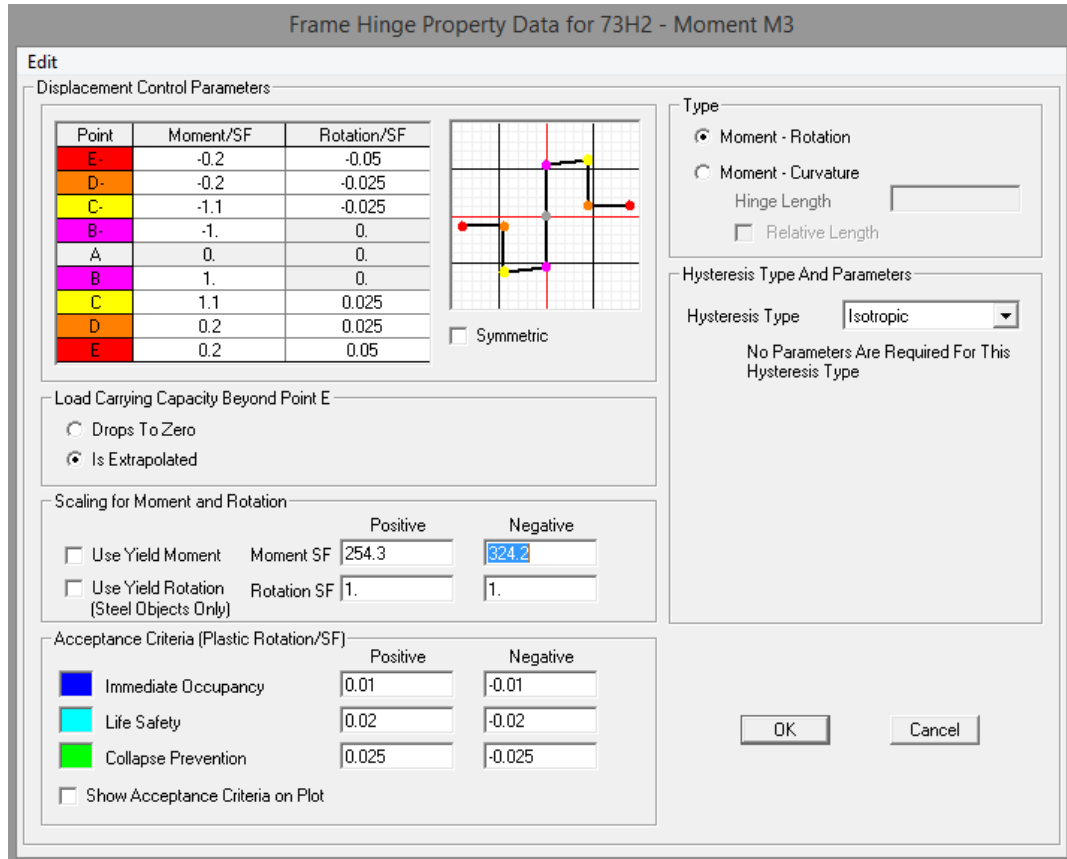 Frame Hinge Property Data for 73H2 - Moment M3
Edit
Displacement Control Parameters
Point Moment/SF Rotation/SF
E- -0.2 -0.05
D- -0.2 -0.025
C- -1.1 -0.025
B- -1. 0.
A 0. 0.
B 1. 0.
C 1.1 0.025
D 0.2 0.025
E 0.2 0.05
Symmetric
Load Carrying Capacity Beyond Point E
Drops To Zero
Is Extrapolated
Scaling for Moment and Rotation
Positive Negative
Use Yield Moment Moment SF 254.3 324.2
Use Yield Rotation Rotation SF 1. 1.
(Steel Objects Only)
Acceptance Criteria (Plastic Rotation/SF)
Positive Negative
Immediate Occupancy 0.01 -0.01
Life Safety 0.02 -0.02
Collapse Prevention 0.025 -0.025
Show Acceptance Criteria on Plot
Type
Moment - Rotation
Moment - Curvature
Hinge Length
Relative Length
Hysteresis Type And Parameters
Hysteresis Type Isotropic
No Parameters Are Required For This
Hysteresis Type
OK Cancel